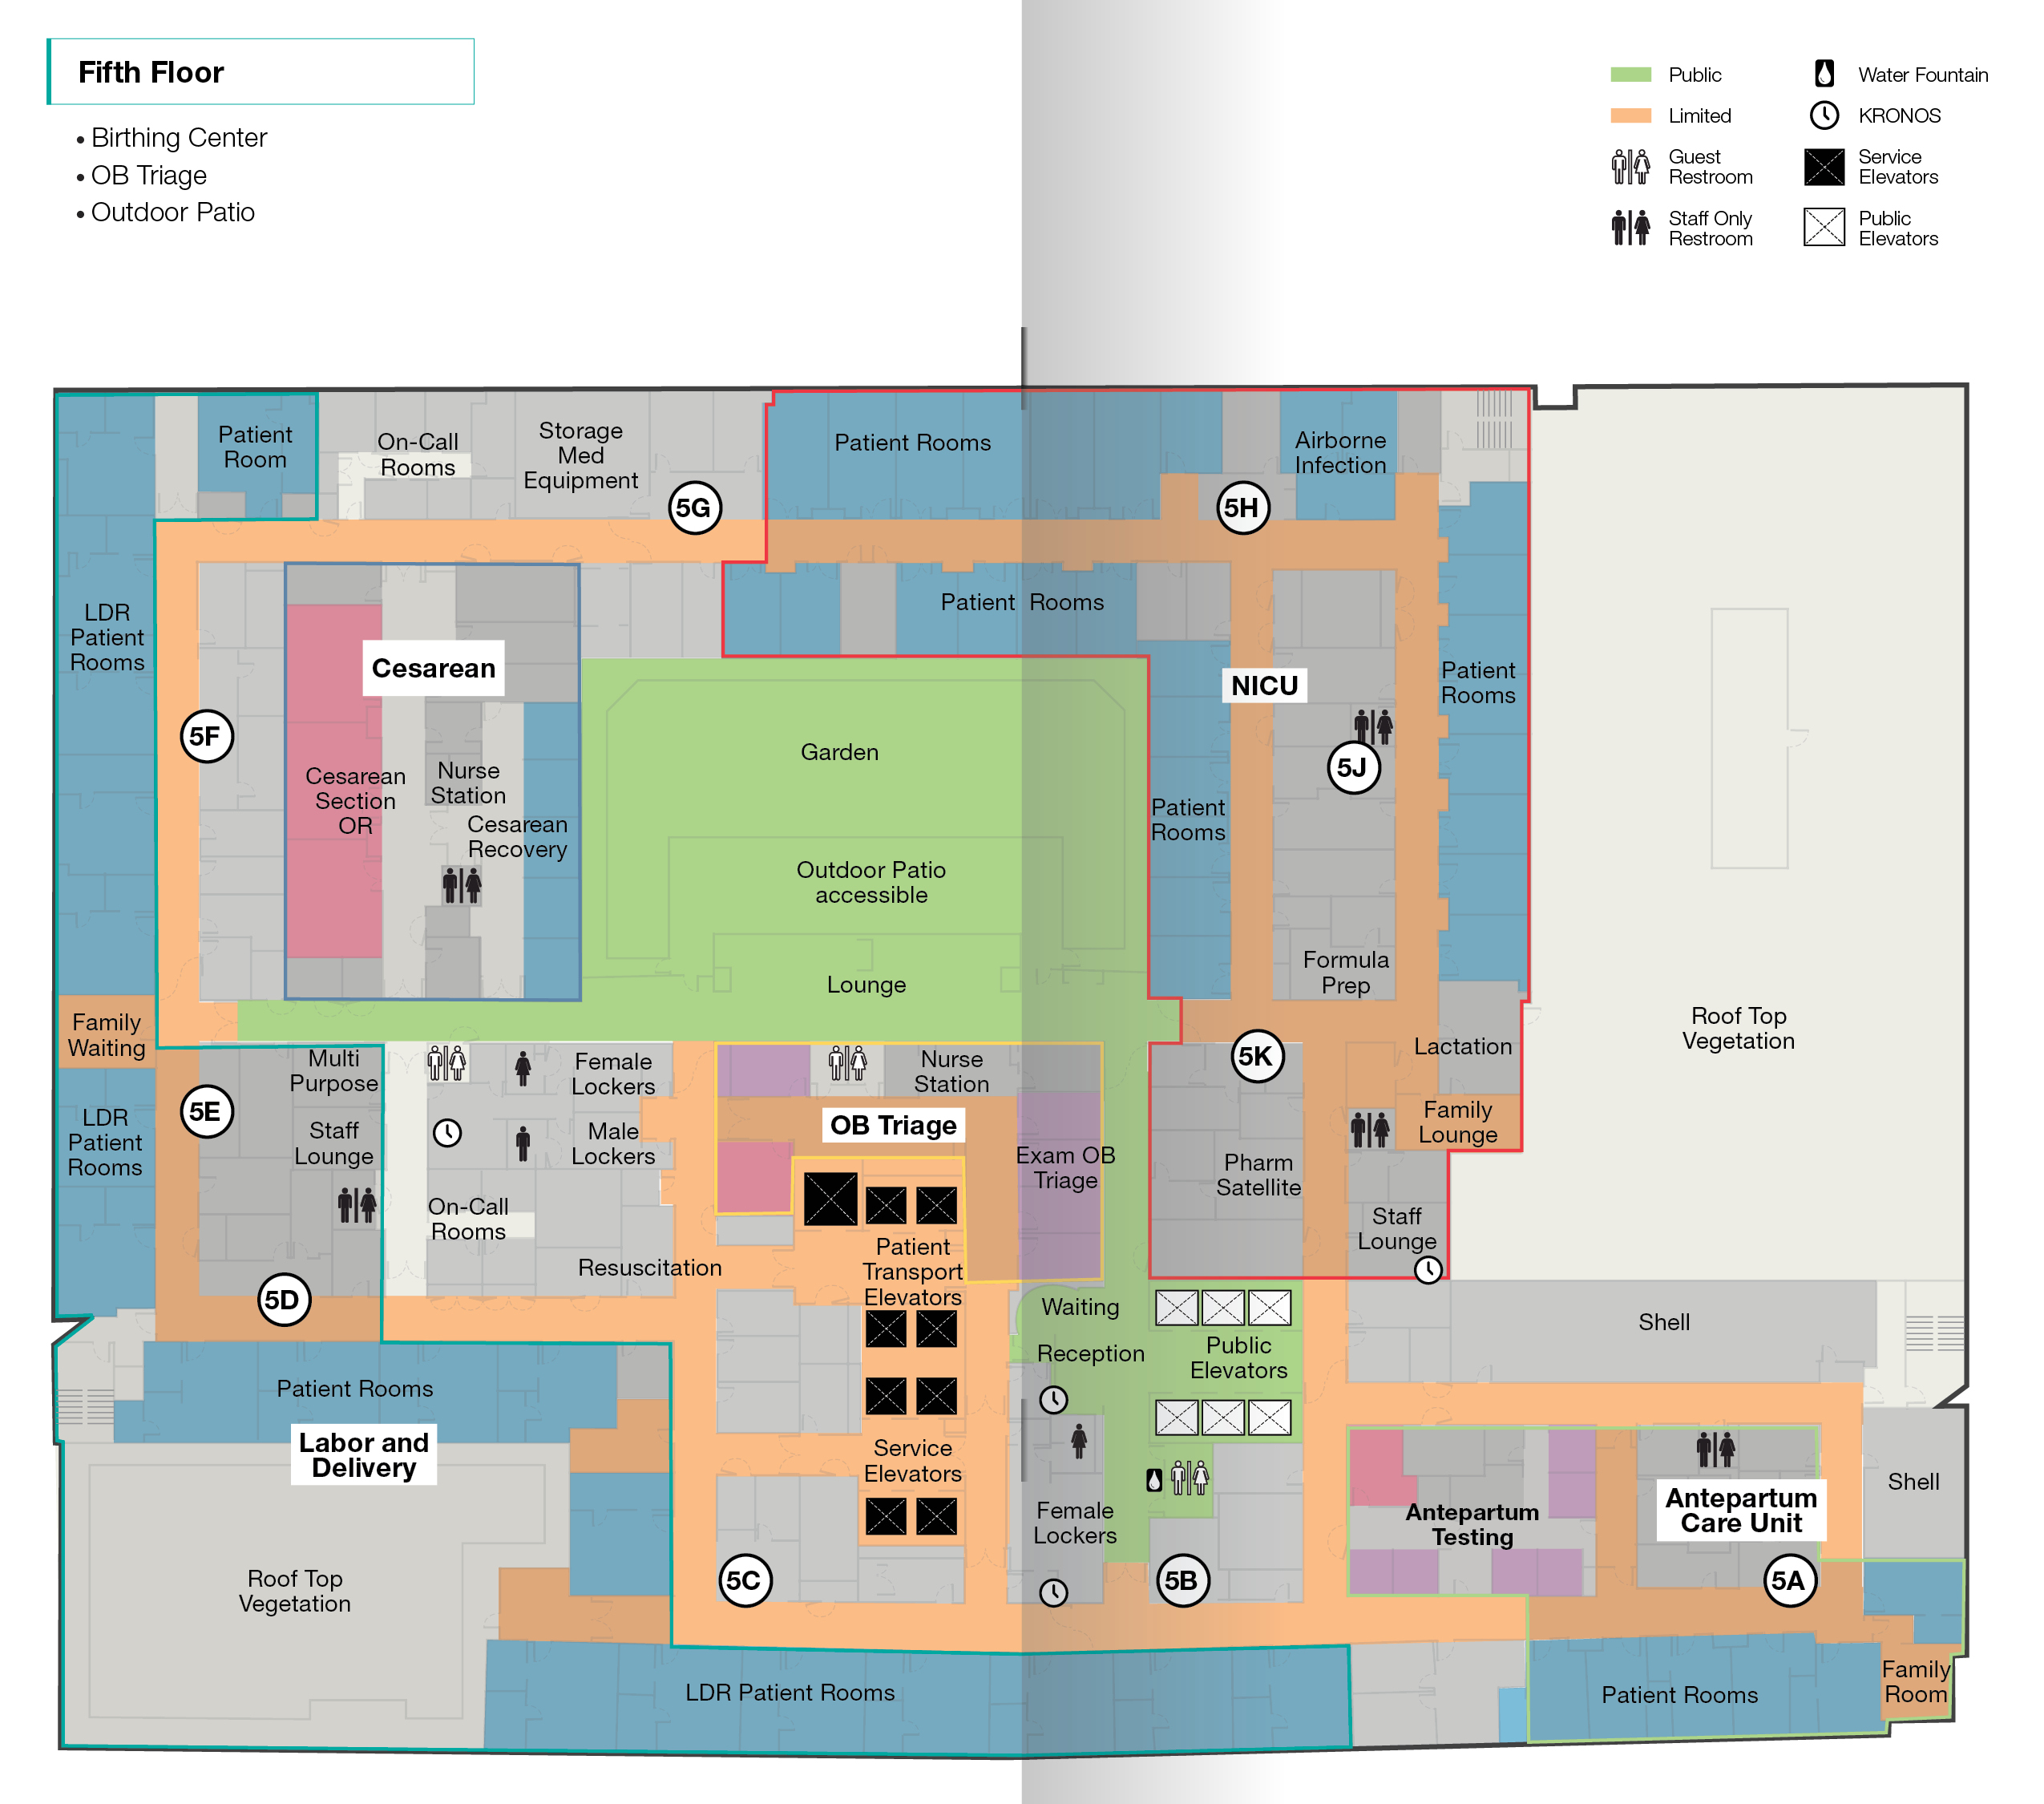 Fifth Floor
• Birthing Center
• OB Triage
• Outdoor Patio
Public
Limited
Guest
Restroom
Staff Only
Restroom
Water Fountain
KRONOS
Service
Elevators
Public
Elevators
Patient
Room
On-Call
Rooms
Storage
Med
Equipment
5G
Patient Rooms
5H
Airborne
Infection
LDR
Patient
Rooms
Cesarean
Patient Rooms
NICU
Patient
Rooms
5F
Cesarean
Section
OR
Nurse
Station
Cesarean
Recovery
Garden
Outdoor Patio
accessible
Lounge
Patient
Rooms
5J
Formula
Prep
Roof Top
Vegetation
Family
Waiting
Multi
Purpose
Female
Lockers
Nurse
Station
5K
Lactation
5E
LDR
Patient
Rooms
Staff
Lounge
Male
Lockers
OB Triage
Exam OB
Triage
Pharm
Satellite
Family
Lounge
On-Call
Rooms
Resuscitation
Patient
Transport
Elevators
Staff
Lounge
5D
Waiting
Reception
Public
Elevators
Shell
Patient Rooms
Labor and
Delivery
Service
Elevators
Female
Lockers
Antepartum
Testing
Antepartum
Care Unit
Shell
Roof Top
Vegetation
5C
5B
5A
LDR Patient Rooms
Patient Rooms
Family
Room